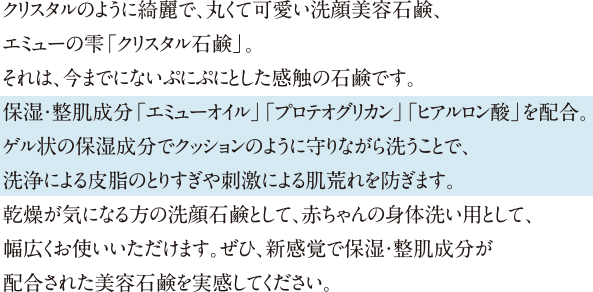 クリスタルのように綺麗で、丸くて可愛い洗顔美容石鹸、
エミューの雫「クリスタル石鹸」。
それは、今までにないぷにぷにとした感触の石鹸です。
保湿･整肌成分「エミューオイル」「プロテオグリカン」「ヒアルロン酸」を配合。
ゲル状の保湿成分でクッションのように守りながら洗うことで、
洗浄による皮脂のとりすぎや刺激による肌荒れを防ぎます。
乾燥が気になる方の洗顔石鹸として、赤ちゃんの身体洗い用として、
幅広くお使いいただけます。ぜひ、新感覚で保湿･整肌成分が
配合された美容石鹸を実感してください。